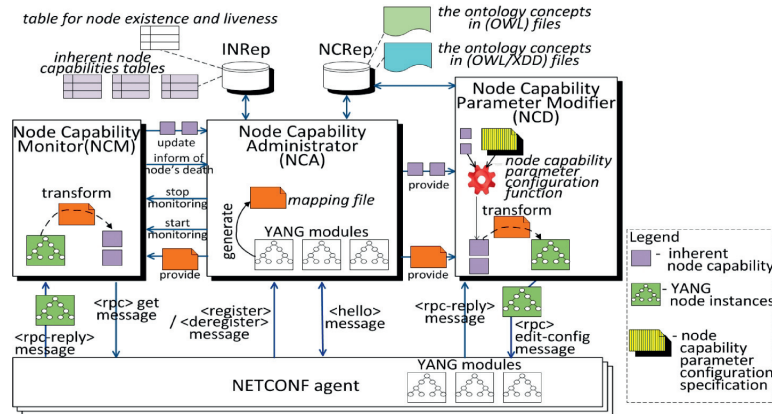 table for node existence and liveness
INRep
NCRep
the ontology concepts
in (OWL) files
inherent node
capabilities tables
the ontology concepts
in (OWL/XDD) files
Node Capability
Monitor(NCM)
update
inform of
node's death
stop
monitoring
start
monitoring
provide
transform
Node Capability
Administrator
(NCA)
mapping file
generate
YANG modules
provide
provide
Node Capability
Parameter Modifier
(NCD)
node capability
parameter
configuration
function
transform
Legend
- inherent
node capability
- YANG
node instances
- node
capability
parameter
configuration
specification
<rpc-reply>
message
<rpc> get
message
<register>
/ <deregister>
message
<hello>
message
<rpc-reply>
message
<rpc>
edit-config
message
NETCONF agent
YANG modules